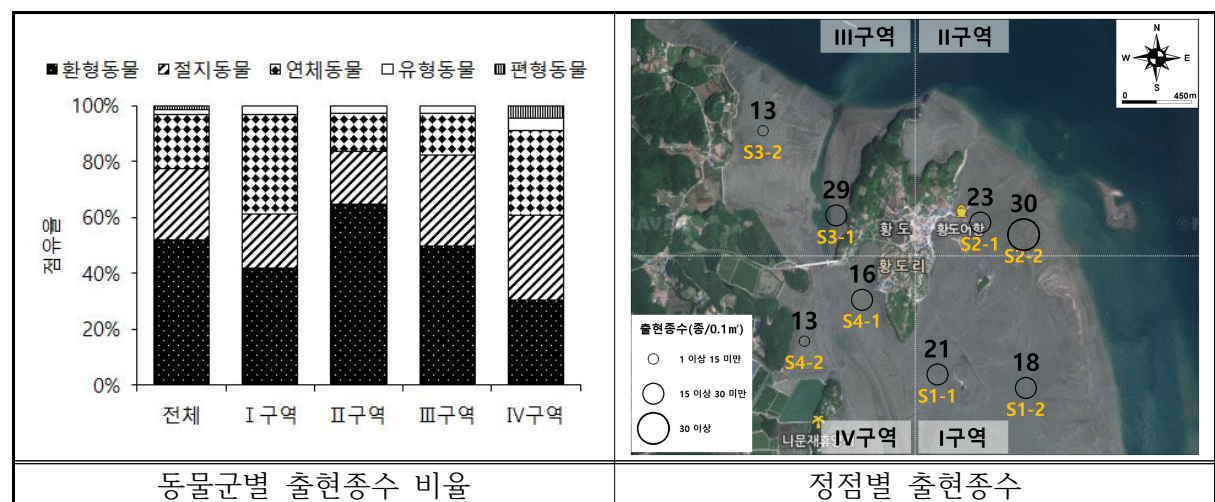 환형동물 절지동물 연체동물 유형동물 편형동물
100%
80%
60%
40%
20%
0%
점유율
전체 Ⅰ구역 Ⅱ구역 Ⅲ구역 Ⅳ구역
동물군별 출현종수 비율
III구역 II구역
N
W E
S
0 450m
13
S3-2
29
S3-1
23
S2-1
30
S2-2
황도
황도어항
황도리
16
S4-1
13
S4-2
21
S1-1
18
S1-2
출현종수(종/0.1㎡)
1 이상 15 미만
15 이상 30 미만
30 이상
IV구역 I구역
정점별 출현종수